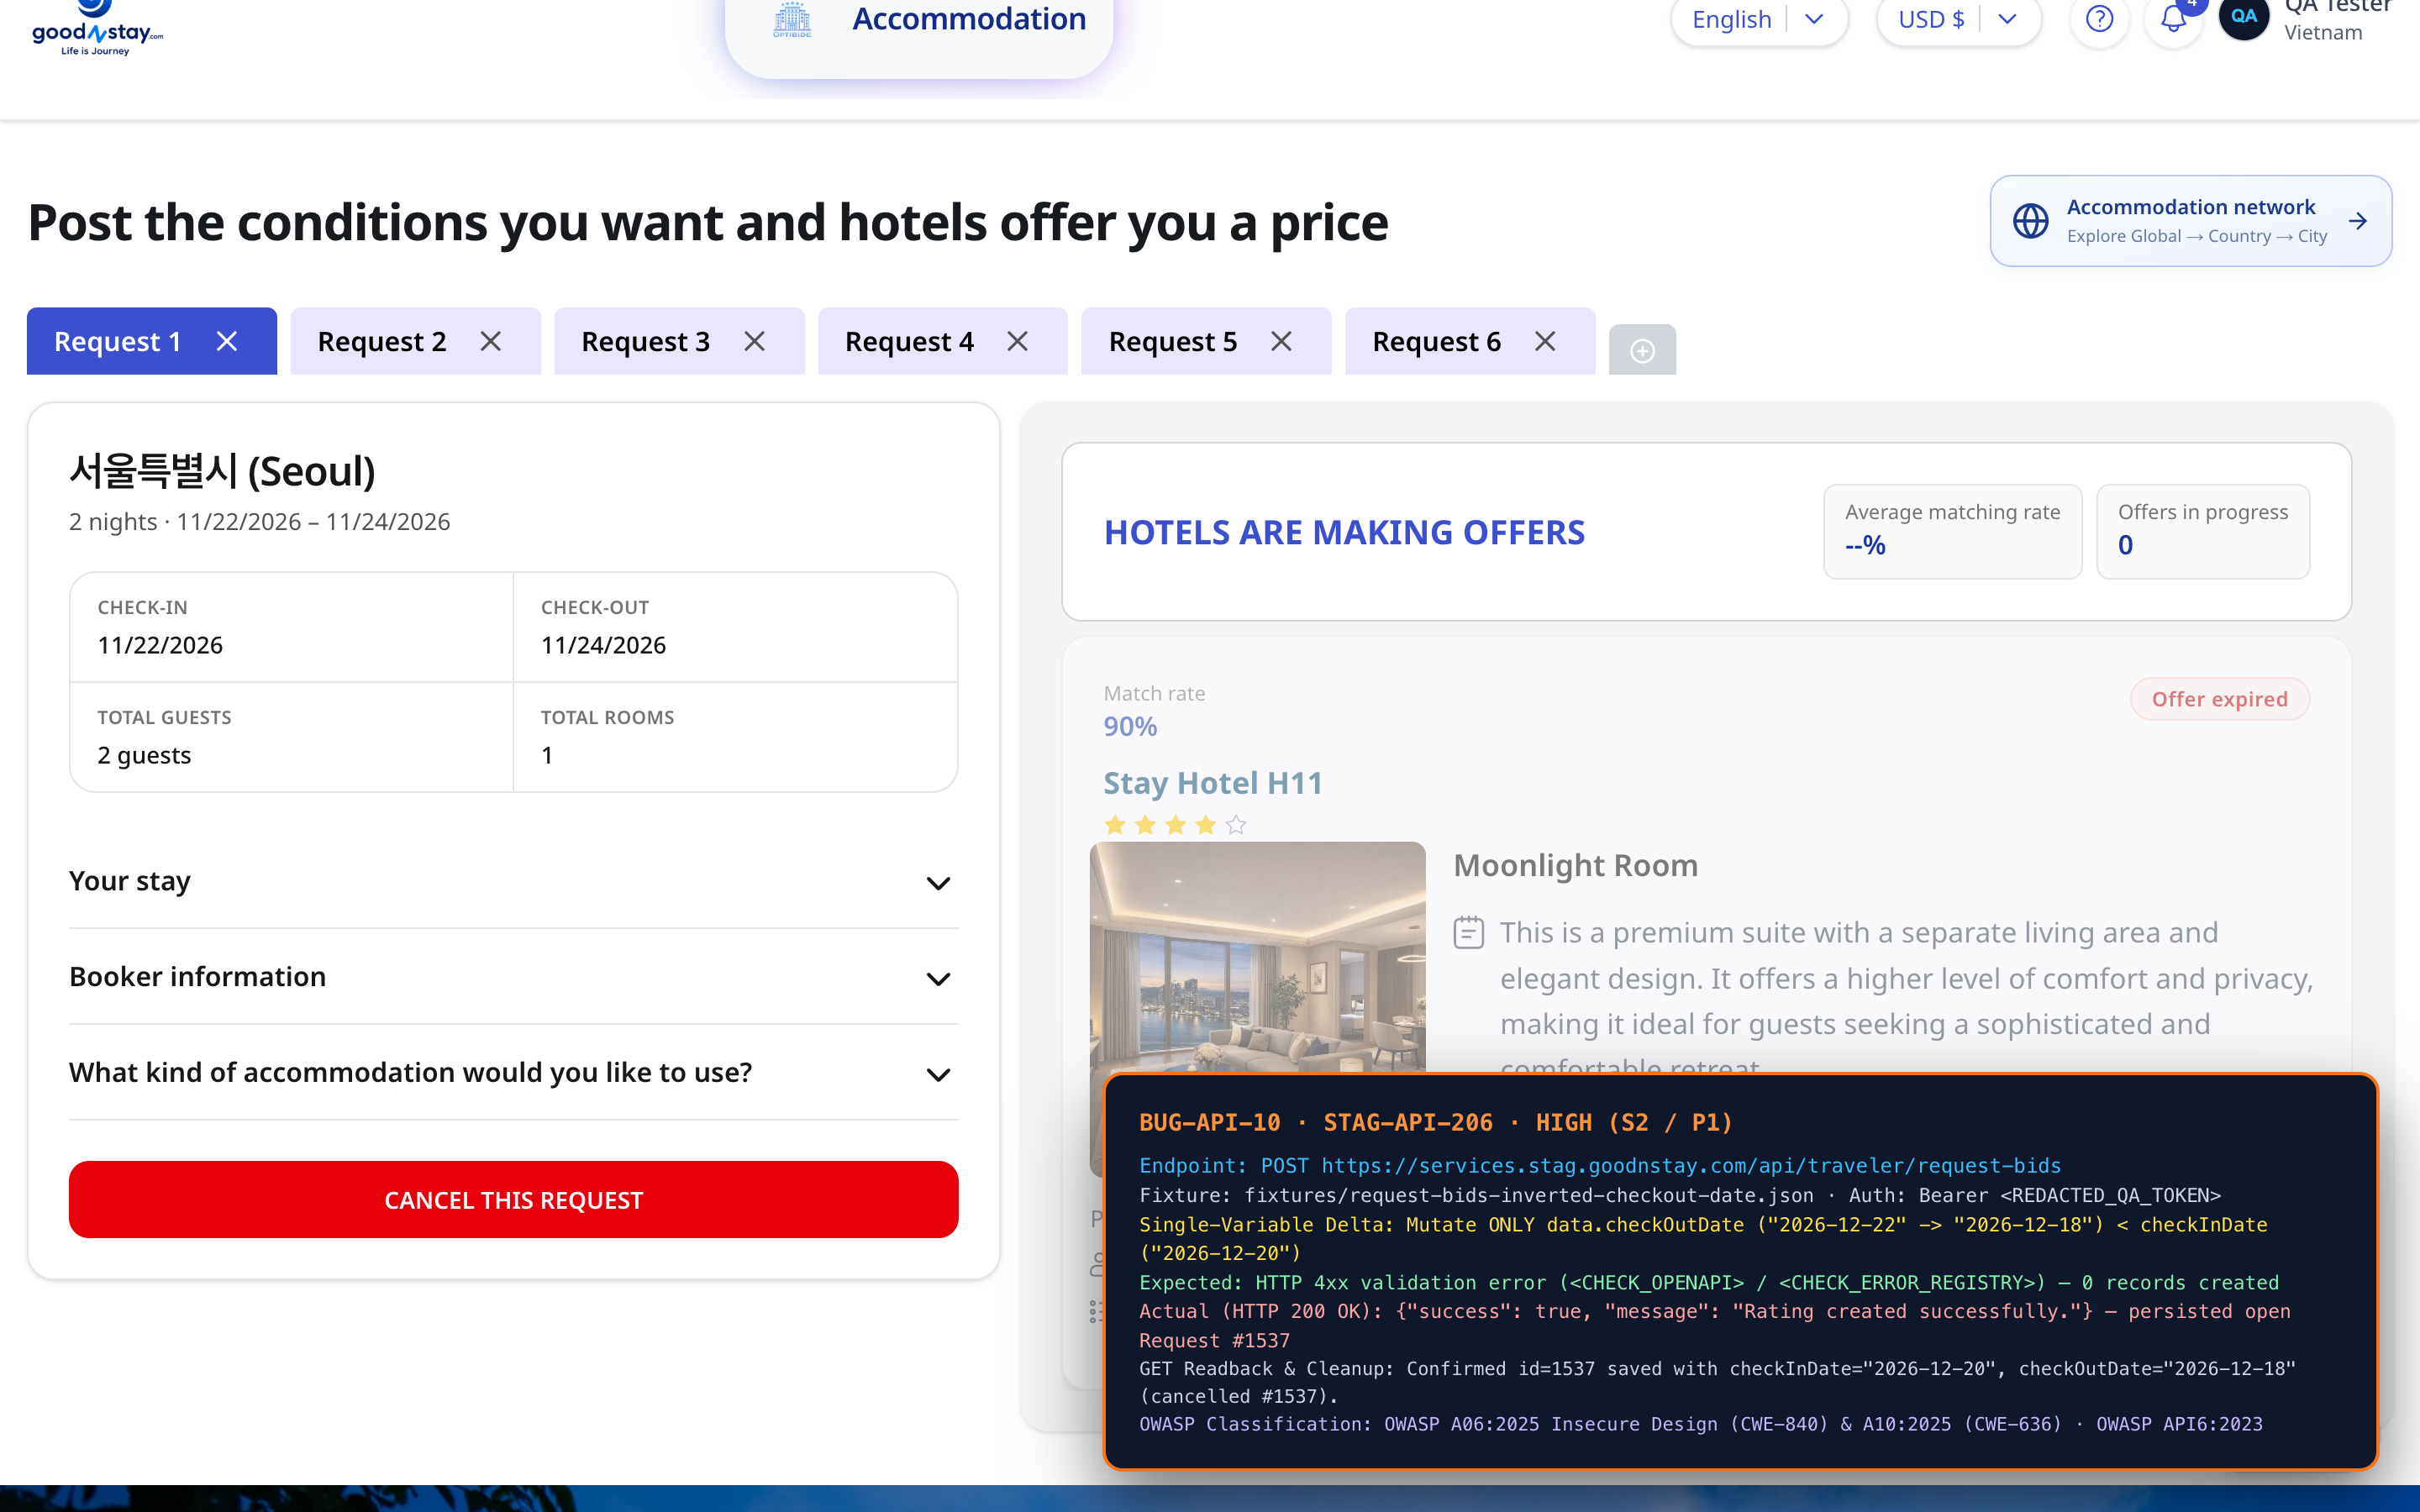 goodNstay.com
Life is Journey
OPTIBIDE
Accommodation
English
USD $
4
QA
QA Tester
Vietnam
Post the conditions you want and hotels offer you a price
Accommodation network
Explore Global → Country → City
Request 1
Request 2
Request 3
Request 4
Request 5
Request 6
서울특별시 (Seoul)
2 nights · 11/22/2026 – 11/24/2026
CHECK-IN
11/22/2026
CHECK-OUT
11/24/2026
TOTAL GUESTS
2 guests
TOTAL ROOMS
1
Your stay
Booker information
What kind of accommodation would you like to use?
CANCEL THIS REQUEST
HOTELS ARE MAKING OFFERS
Average matching rate
--%
Offers in progress
0
Match rate
90%
Offer expired
Stay Hotel H11
Moonlight Room
This is a premium suite with a separate living area and
elegant design. It offers a higher level of comfort and privacy,
making it ideal for guests seeking a sophisticated and
comfortable retreat.
P
BUG-API-10 · STAG-API-206 · HIGH (S2 / P1)
Endpoint: POST https://services.stag.goodnstay.com/api/traveler/request-bids
Fixture: fixtures/request-bids-inverted-checkout-date.json · Auth: Bearer <REDACTED_QA_TOKEN>
Single-Variable Delta: Mutate ONLY data.checkOutDate ("2026-12-22" -> "2026-12-18") < checkInDate
("2026-12-20")
Expected: HTTP 4xx validation error (<CHECK_OPENAPI> / <CHECK_ERROR_REGISTRY>) — 0 records created
Actual (HTTP 200 OK): {"success": true, "message": "Rating created successfully."} — persisted open
Request #1537
GET Readback & Cleanup: Confirmed id=1537 saved with checkInDate="2026-12-20", checkOutDate="2026-12-18"
(cancelled #1537).
OWASP Classification: OWASP A06:2025 Insecure Design (CWE-840) & A10:2025 (CWE-636) · OWASP API6:2023